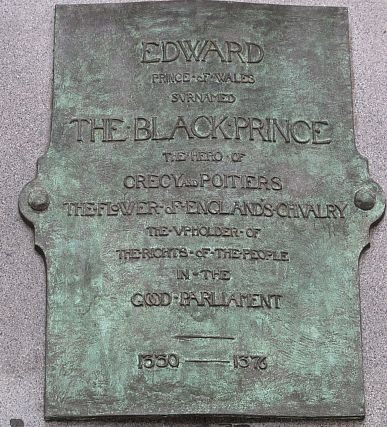 EDWARD
PRINCE·OF·WALES
SURNAMED
THE·BLACK·PRINCE
THE·HERO·OF
CRECY AND POITIERS
THE·FLOWER·OF·ENGLAND'S·CHIVALRY
THE·VPHOLDER·OF
THE·RIGHTS·OF·THE·PEOPLE
IN·THE
GOOD·PARLIAMENT
1330 — 1376